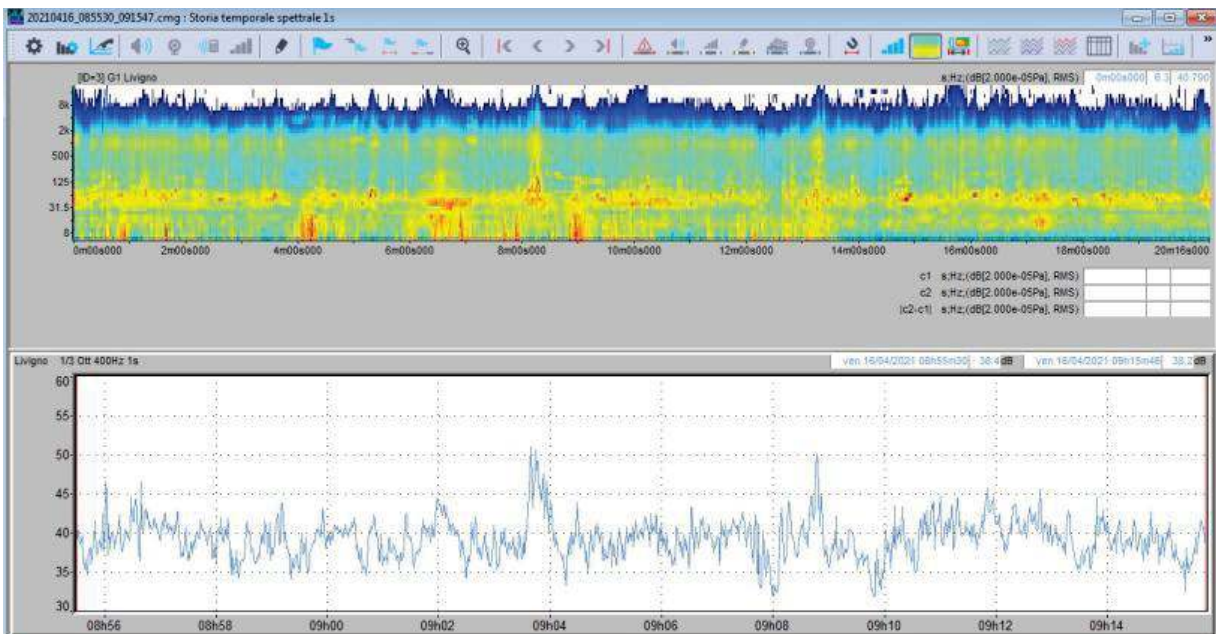 20210416_085530_091547.cmg : Storia temporale spettrale 1s
[ID=3] G1 Livigno s;Hz;(dB[2.000e-05Pa], RMS) 0m00s000 6.3 40.790
8k
2k
500
125
31.5
8
0m00s000 2m00s000 4m00s000 6m00s000 8m00s000 10m00s000 12m00s000 14m00s000 16m00s000 18m00s000 20m16s000
c1 s;Hz;(dB[2.000e-05Pa], RMS)
c2 s;Hz;(dB[2.000e-05Pa], RMS)
|c2-c1| s;Hz;(dB[2.000e-05Pa], RMS)
Livigno 1/3 Ott 400Hz 1s ven 16/04/2021 08h55m30 38.4 dB ven 16/04/2021 09h15m46 38.2 dB
60
55
50
45
40
35
30
08h56 08h58 09h00 09h02 09h04 09h06 09h08 09h10 09h12 09h14